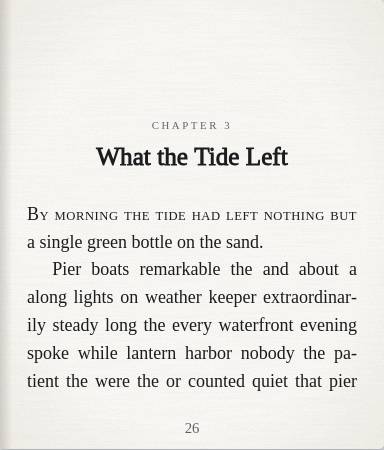 CHAPTER 3
What the Tide Left
By morning the tide had left nothing but
a single green bottle on the sand.
Pier boats remarkable the and about a
along lights on weather keeper extraordinar-
ily steady long the every waterfront evening
spoke while lantern harbor nobody the pa-
tient the were the or counted quiet that pier
26